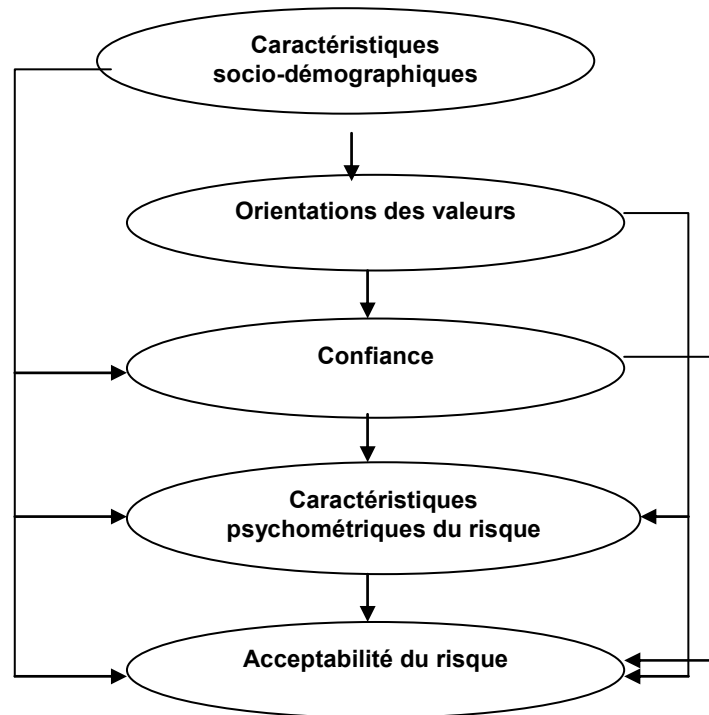 Caractéristiques
socio-démographiques
Orientations des valeurs
Confiance
Caractéristiques
psychométriques du risque
Acceptabilité du risque